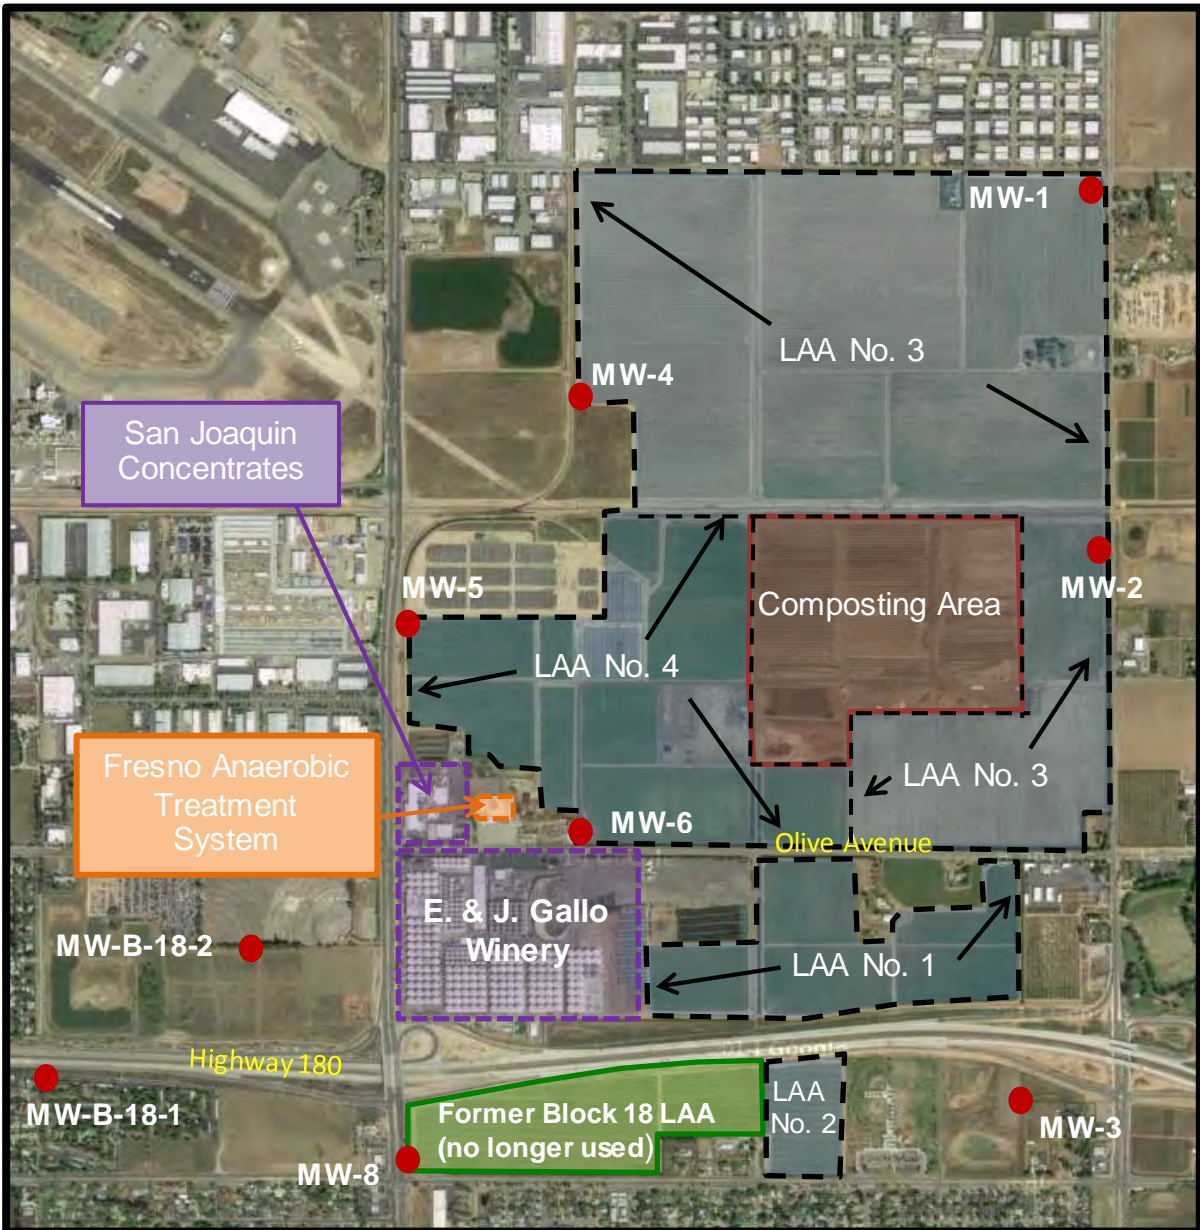 MW-1
LAA No. 3
MW-4
San Joaquin
Concentrates
MW-5
MW-2
Composting Area
LAA No. 4
Fresno Anaerobic
Treatment
System
LAA No. 3
MW-6
Olive Avenue
E. & J. Gallo
Winery
MW-B-18-2
LAA No. 1
Highway 180
MW-B-18-1
Former Block 18 LAA
(no longer used)
LAA
No. 2
MW-3
MW-8